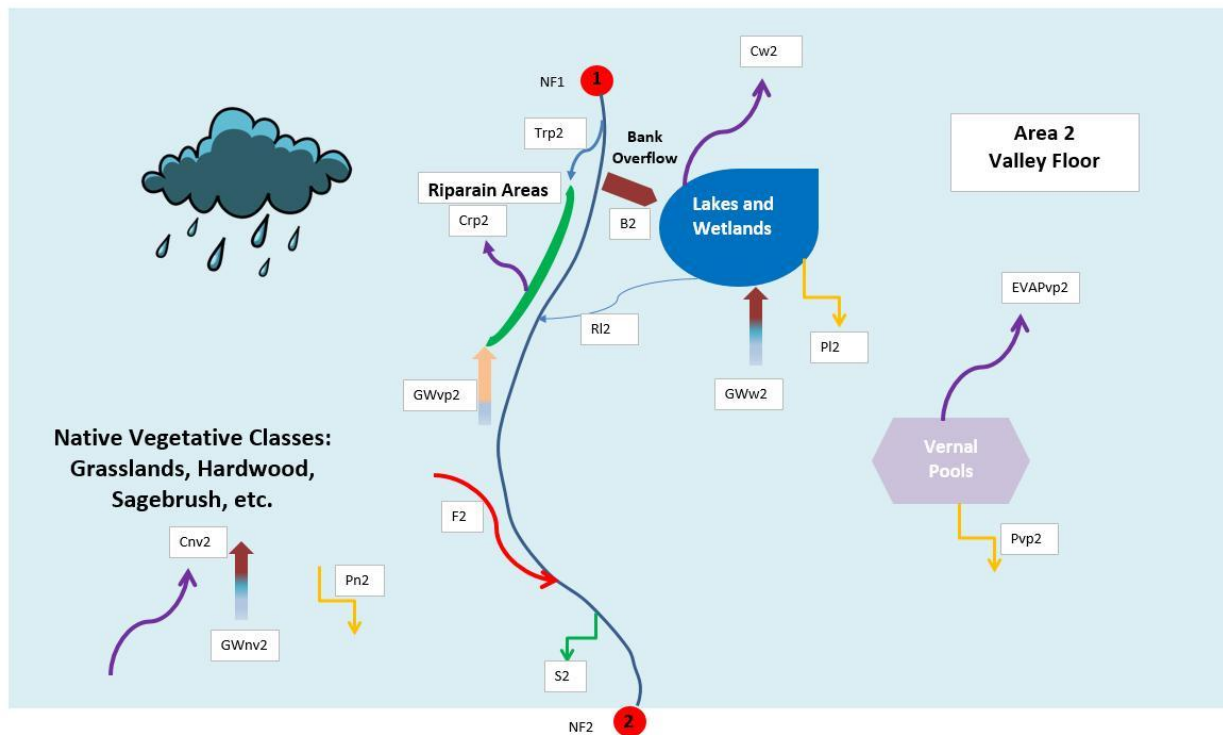 Cw2
NF1
1
Trp2
Bank
Overflow
Area 2
Valley Floor
Riparain Areas
Lakes and
Wetlands
Crp2
B2
EVAPvp2
Rl2
Pl2
GWvp2
GWw2
Native Vegetative Classes:
Grasslands, Hardwood,
Sagebrush, etc.
Vernal
Pools
F2
Cnv2
Pvp2
Pn2
GWnv2
S2
NF2
2